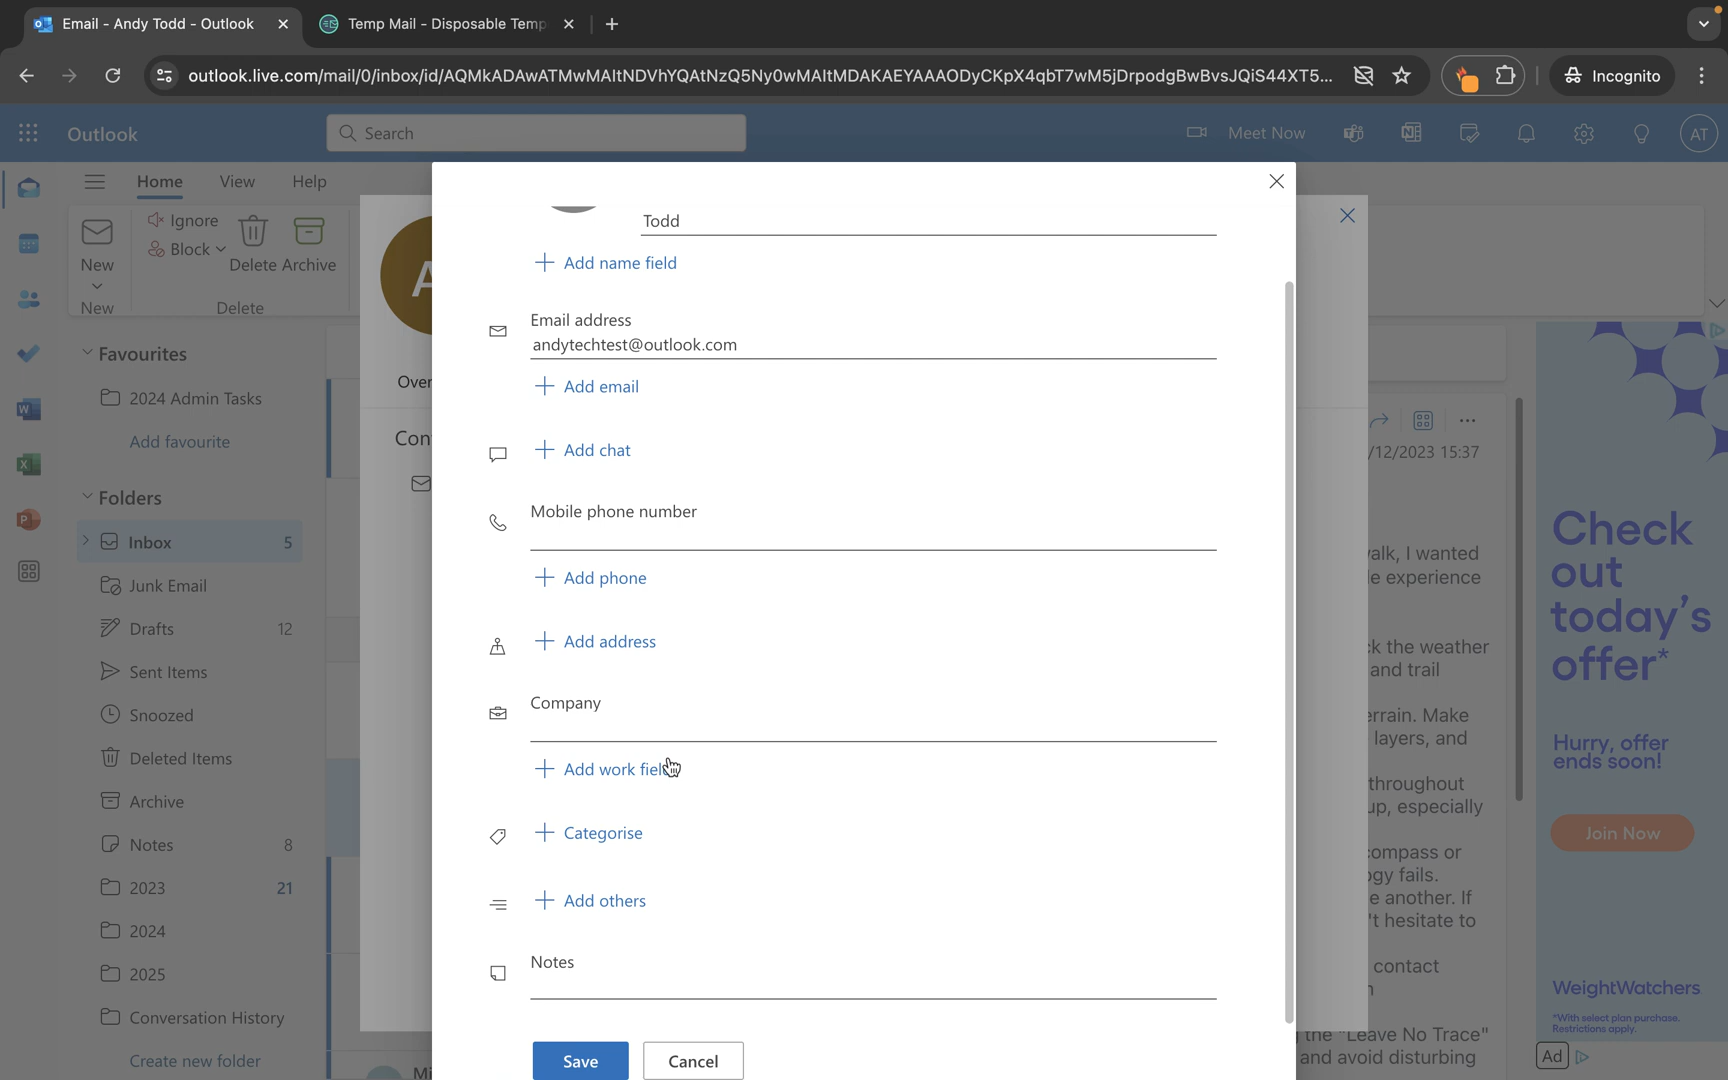 Email - Andy Todd - Outlook
Temp Mail - Disposable Temp
outlook.live.com/mail/0/inbox/id/AQMkADAwATMwMAItNDVhYQAtNzQ5Ny0wMAItMDAKAEYAAAODyCKpX4qbT7wM5jDrpodgBwBvsJQiS44XT5...
Incognito
Outlook
Search
Meet Now
AT
Home
View
Help
New
Ignore
Block
Delete
Archive
New
Delete
Favourites
2024 Admin Tasks
Add favourite
Folders
Inbox 5
Junk Email
Drafts 12
Sent Items
Snoozed
Deleted Items
Archive
Notes 8
2023 21
2024
2025
Conversation History
Create new folder
Todd
Add name field
Email address
andytechtest@outlook.com
Add email
Add chat
Mobile phone number
Add phone
Add address
Company
Add work field
Categorise
Add others
Notes
Save
Cancel
/12/2023 15:37
alk, I wanted
e experience
k the weather
and trail
errain. Make
layers, and
throughout
up, especially
compass or
gy fails.
e another. If
't hesitate to
contact
the "Leave No Trace"
and avoid disturbing
Check
out
today's
offer*
Hurry, offer
ends soon!
Join Now
WeightWatchers
*With select plan purchase.
Restrictions apply.
Ad